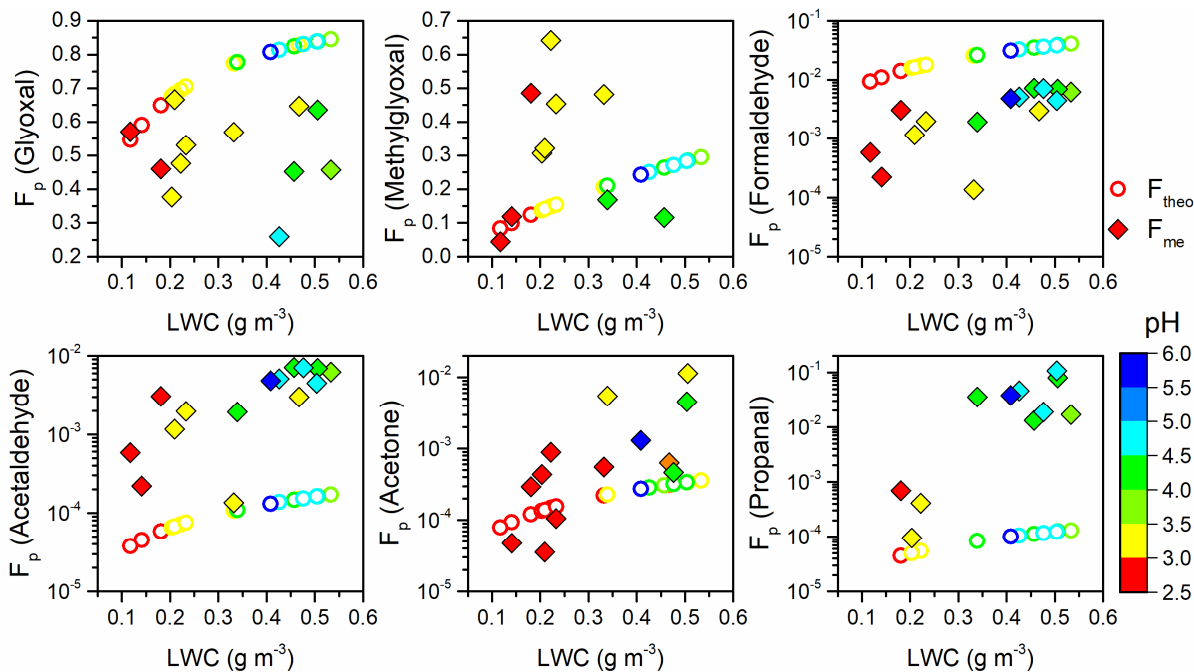 F_p (Glyoxal)
0.9
0.8
0.7
0.6
0.5
0.4
0.3
0.2
0.1 0.2 0.3 0.4 0.5 0.6
LWC (g m⁻³)
F_p (Methylglyoxal)
0.7
0.6
0.5
0.4
0.3
0.2
0.1
0.0
0.1 0.2 0.3 0.4 0.5 0.6
LWC (g m⁻³)
F_p (Formaldehyde)
10⁻¹
10⁻²
10⁻³
10⁻⁴
10⁻⁵
0.1 0.2 0.3 0.4 0.5 0.6
LWC (g m⁻³)
F_theo
F_me
F_p (Acetaldehyde)
10⁻²
10⁻³
10⁻⁴
10⁻⁵
0.1 0.2 0.3 0.4 0.5 0.6
LWC (g m⁻³)
F_p (Acetone)
10⁻²
10⁻³
10⁻⁴
10⁻⁵
0.1 0.2 0.3 0.4 0.5 0.6
LWC (g m⁻³)
F_p (Propanal)
10⁻¹
10⁻²
10⁻³
10⁻⁴
10⁻⁵
0.1 0.2 0.3 0.4 0.5 0.6
LWC (g m⁻³)
pH
6.0
5.5
5.0
4.5
4.0
3.5
3.0
2.5